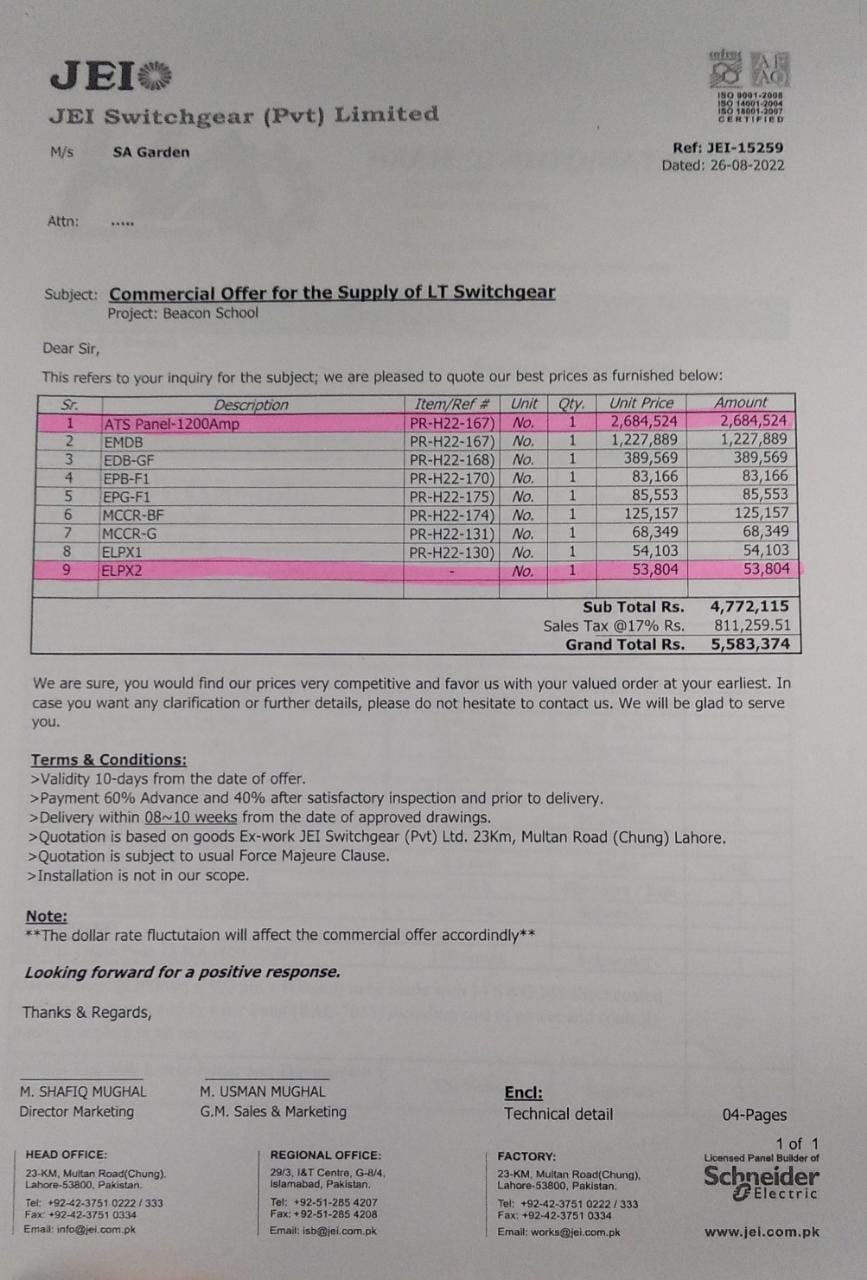 JEI
JEI Switchgear (Pvt) Limited
ISO 9001-2008
ISO 14001-2004
ISO 18001-2007
CERTIFIED
M/s SA Garden
Ref: JEI-15259
Dated: 26-08-2022
Attn: .....
Subject: Commercial Offer for the Supply of LT Switchgear
Project: Beacon School
Dear Sir,
This refers to your inquiry for the subject; we are pleased to quote our best prices as furnished below:
Sr. Description Item/Ref # Unit Qty. Unit Price Amount
1 ATS Panel-1200Amp PR-H22-167) No. 1 2,684,524 2,684,524
2 EMDB PR-H22-167) No. 1 1,227,889 1,227,889
3 EDB-GF PR-H22-168) No. 1 389,569 389,569
4 EPB-F1 PR-H22-170) No. 1 83,166 83,166
5 EPG-F1 PR-H22-175) No. 1 85,553 85,553
6 MCCR-BF PR-H22-174) No. 1 125,157 125,157
7 MCCR-G PR-H22-131) No. 1 68,349 68,349
8 ELPX1 PR-H22-130) No. 1 54,103 54,103
9 ELPX2 - No. 1 53,804 53,804
Sub Total Rs. 4,772,115
Sales Tax @17% Rs. 811,259.51
Grand Total Rs. 5,583,374
We are sure, you would find our prices very competitive and favor us with your valued order at your earliest. In
case you want any clarification or further details, please do not hesitate to contact us. We will be glad to serve
you.
Terms & Conditions:
>Validity 10-days from the date of offer.
>Payment 60% Advance and 40% after satisfactory inspection and prior to delivery.
>Delivery within 08~10 weeks from the date of approved drawings.
>Quotation is based on goods Ex-work JEI Switchgear (Pvt) Ltd. 23Km, Multan Road (Chung) Lahore.
>Quotation is subject to usual Force Majeure Clause.
>Installation is not in our scope.
Note:
**The dollar rate fluctutaion will affect the commercial offer accordindly**
Looking forward for a positive response.
Thanks & Regards,
M. SHAFIQ MUGHAL
Director Marketing
M. USMAN MUGHAL
G.M. Sales & Marketing
Encl:
Technical detail 04-Pages
1 of 1
HEAD OFFICE:
23-KM, Multan Road(Chung),
Lahore-53800, Pakistan.
Tel: +92-42-3751 0222 / 333
Fax: +92-42-3751 0334
Email: info@jei.com.pk
REGIONAL OFFICE:
29/3, I&T Centre, G-8/4,
Islamabad, Pakistan.
Tel: +92-51-285 4207
Fax: +92-51-285 4208
Email: isb@jei.com.pk
FACTORY:
23-KM, Multan Road(Chung),
Lahore-53800, Pakistan.
Tel: +92-42-3751 0222 / 333
Fax: +92-42-3751 0334
Email: works@jei.com.pk
Licensed Panel Builder of
Schneider
Electric
www.jei.com.pk